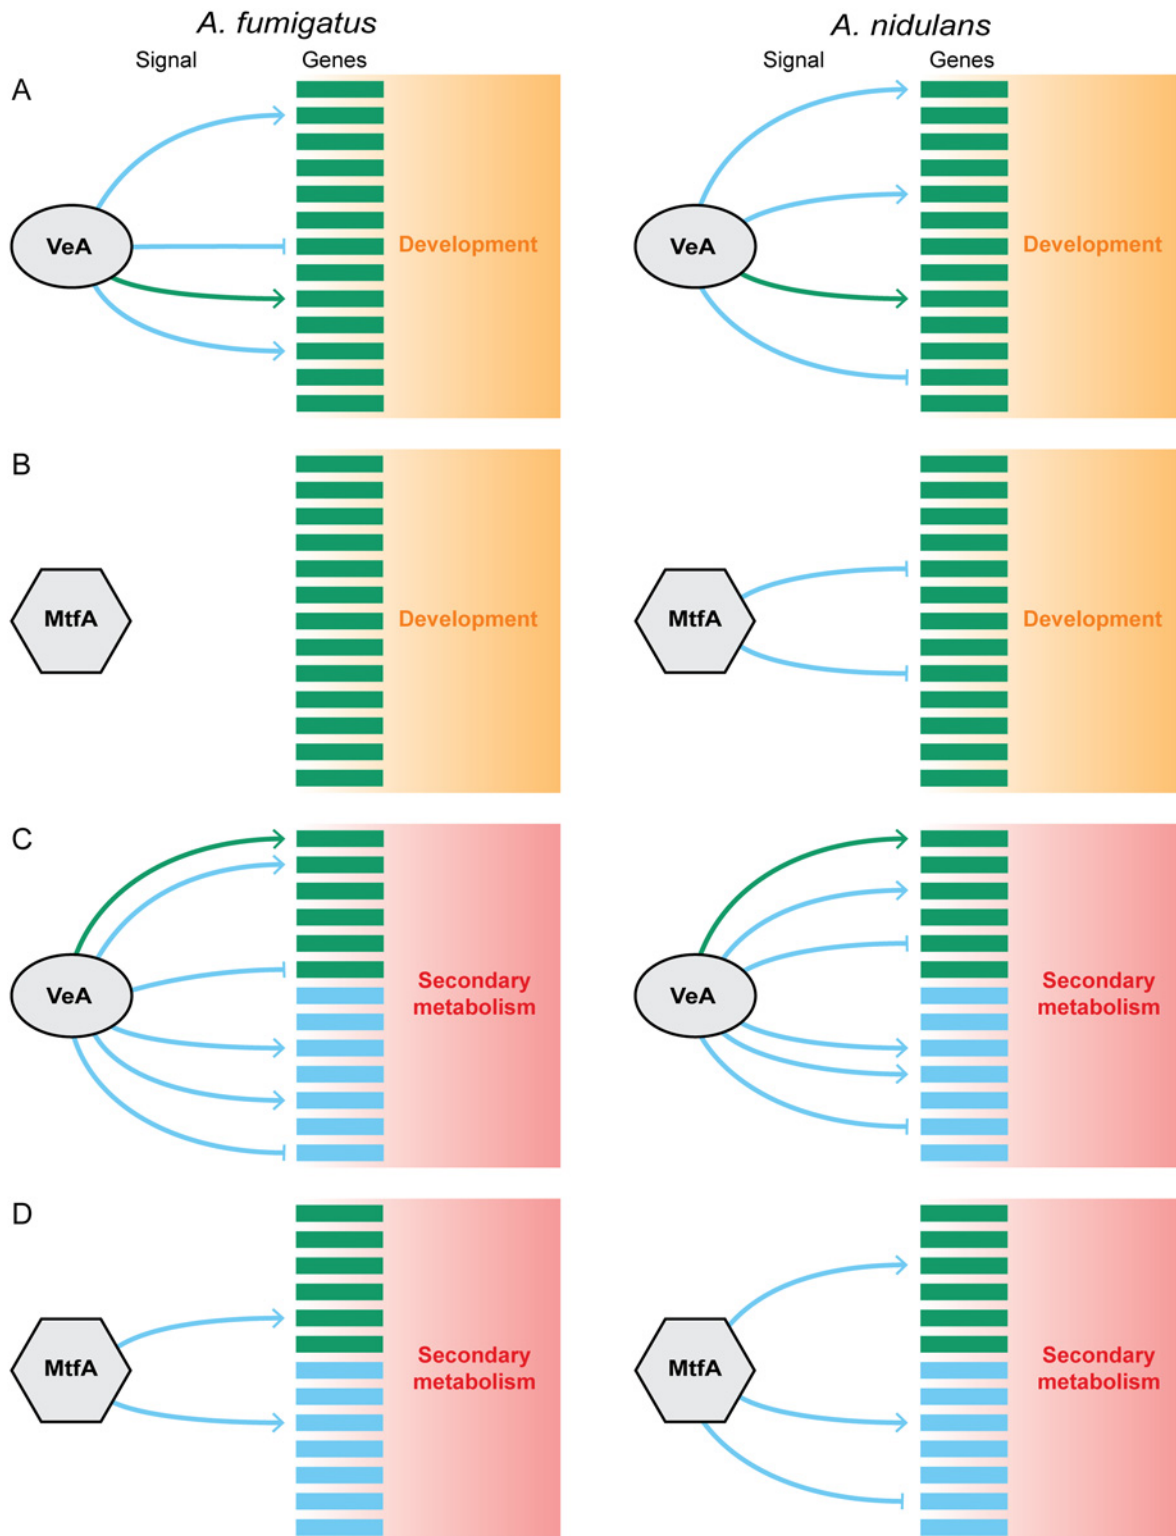 A. fumigatus
A. nidulans
Signal
Genes
Signal
Genes
A
VeA
Development
VeA
Development
B
MtfA
Development
MtfA
Development
C
VeA
Secondary
metabolism
VeA
Secondary
metabolism
D
MtfA
Secondary
metabolism
MtfA
Secondary
metabolism